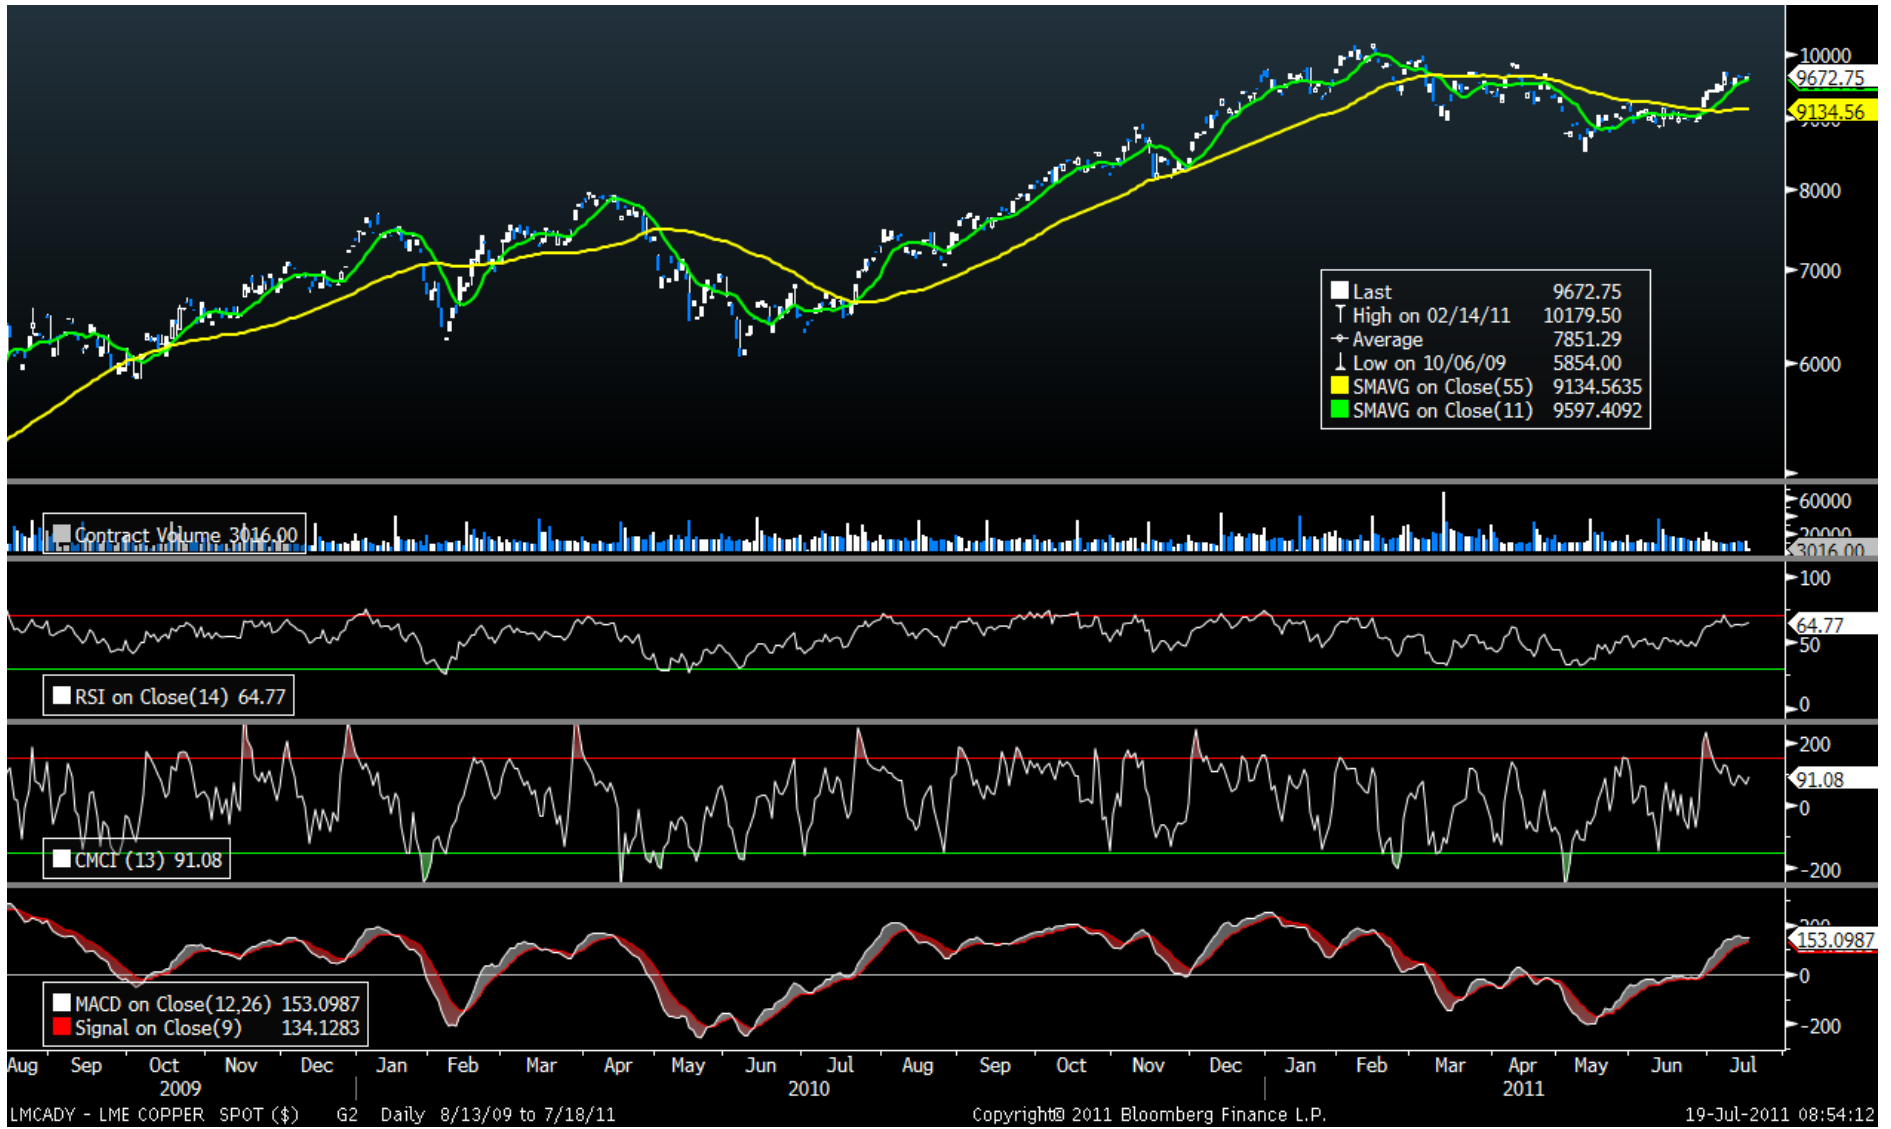 10000
9672.75
9134.56
9000
8000
7000
6000
Last 9672.75
High on 02/14/11 10179.50
Average 7851.29
Low on 10/06/09 5854.00
SMAVG on Close(55) 9134.5635
SMAVG on Close(11) 9597.4092
60000
20000
3016.00
Contract Volume 3016.00
100
64.77
50
0
RSI on Close(14) 64.77
200
91.08
0
-200
CMCI (13) 91.08
200
153.0987
0
-200
MACD on Close(12,26) 153.0987
Signal on Close(9) 134.1283
Aug Sep Oct Nov Dec Jan Feb Mar Apr May Jun Jul Aug Sep Oct Nov Dec Jan Feb Mar Apr May Jun Jul
2009 2010 2011
LMCADY - LME COPPER SPOT ($) G2 Daily 8/13/09 to 7/18/11 Copyright© 2011 Bloomberg Finance L.P. 19-Jul-2011 08:54:12